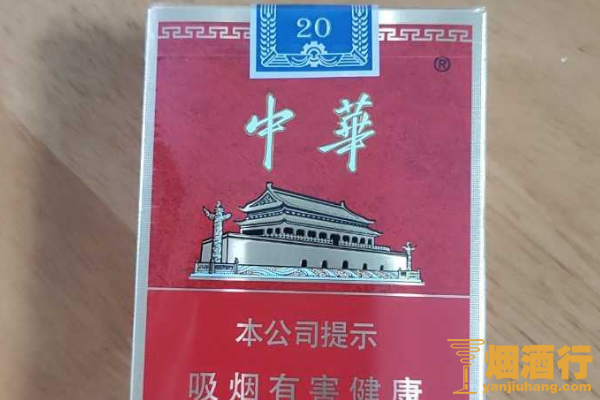 20
®
中華
本公司提示
吸烟有害健康
烟酒行
yanjiuhang.com